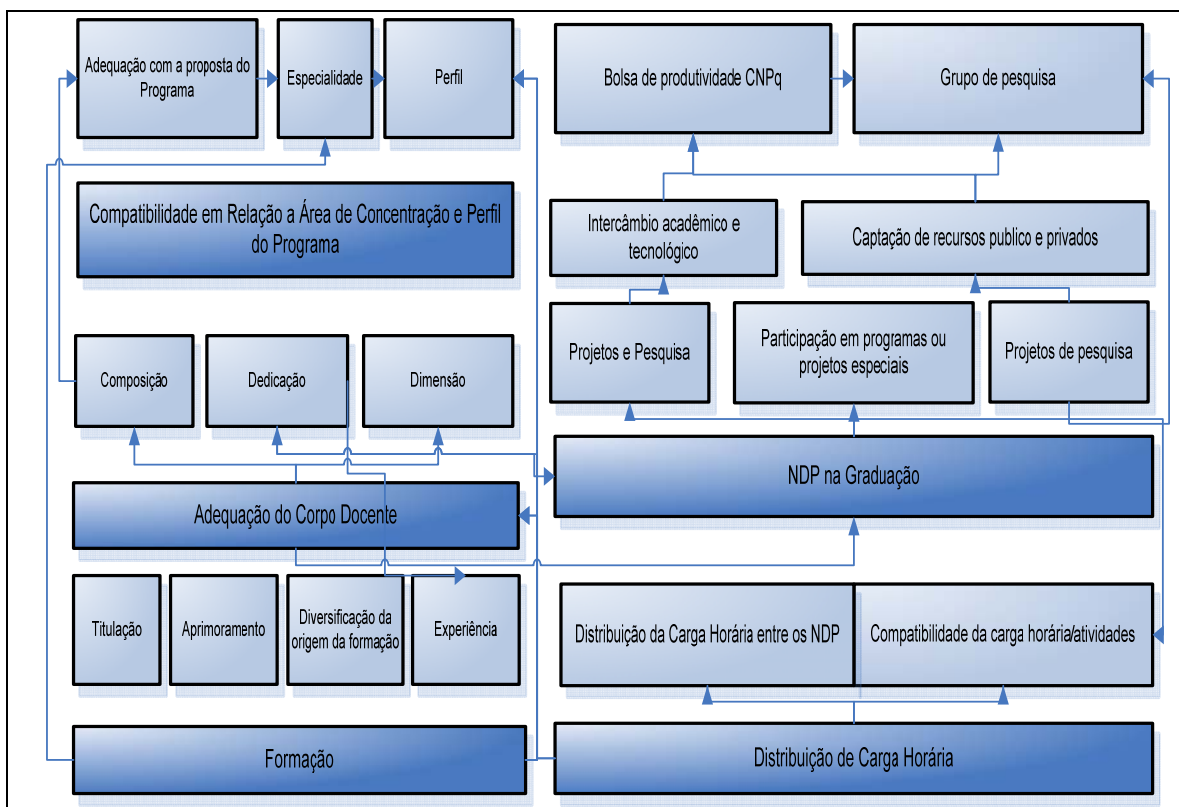 Adequação com a proposta do
Programa
Especialidade
Perfil
Bolsa de produtividade CNPq
Grupo de pesquisa
Compatibilidade em Relação a Área de Concentração e Perfil
do Programa
Intercâmbio acadêmico e
tecnológico
Captação de recursos publico e privados
Projetos e Pesquisa
Participação em programas ou
projetos especiais
Projetos de pesquisa
Composição
Dedicação
Dimensão
NDP na Graduação
Adequação do Corpo Docente
Titulação
Aprimoramento
Diversificação da
origem da formação
Experiência
Distribuição da Carga Horária entre os NDP
Compatibilidade da carga horária/atividades
Formação
Distribuição de Carga Horária